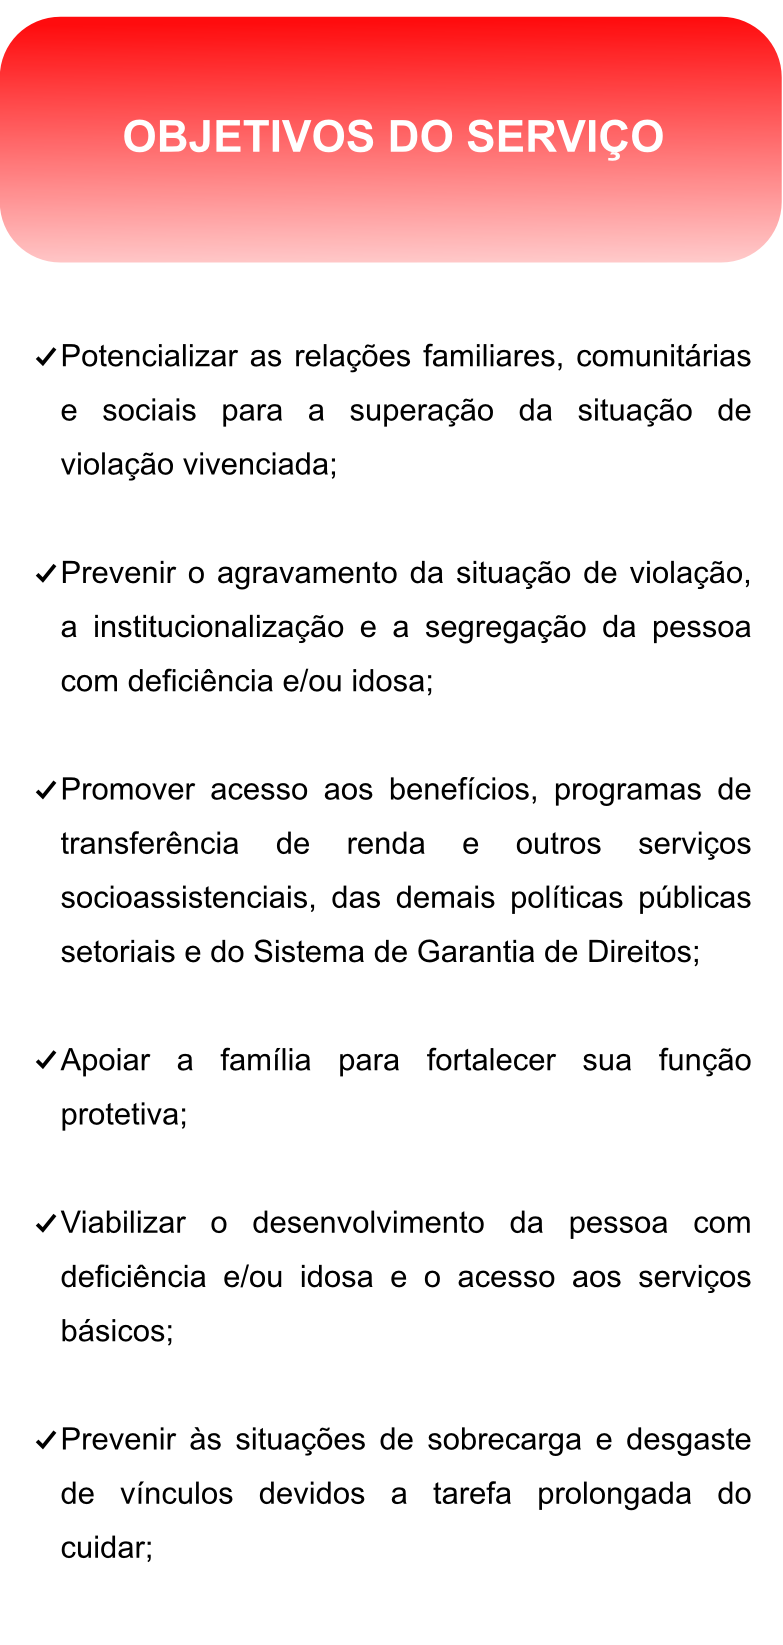 OBJETIVOS DO SERVIÇO
Potencializar as relações familiares, comunitárias
e sociais para a superação da situação de
violação vivenciada;
Prevenir o agravamento da situação de violação,
a institucionalização e a segregação da pessoa
com deficiência e/ou idosa;
Promover acesso aos benefícios, programas de
transferência de renda e outros serviços
socioassistenciais, das demais políticas públicas
setoriais e do Sistema de Garantia de Direitos;
Apoiar a família para fortalecer sua função
protetiva;
Viabilizar o desenvolvimento da pessoa com
deficiência e/ou idosa e o acesso aos serviços
básicos;
Prevenir às situações de sobrecarga e desgaste
de vínculos devidos a tarefa prolongada do
cuidar;